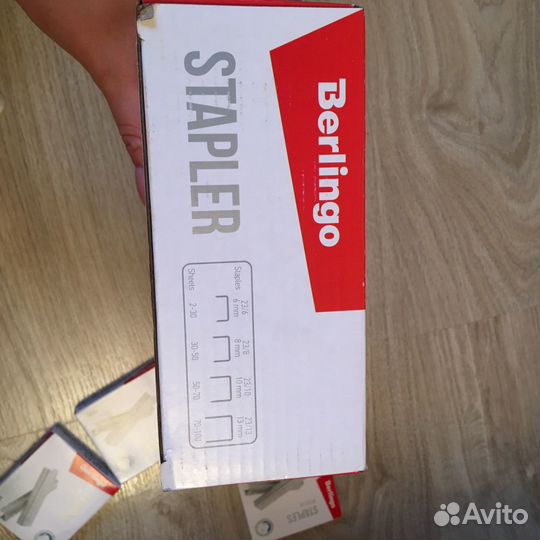 Berlingo
STAPLER
Staples 23/6 23/8 23/10 23/13
6 mm 8 mm 10 mm 13 mm
Sheets 2-30 30-50 50-70 70-100
Berlingo
STAPLES
Avito